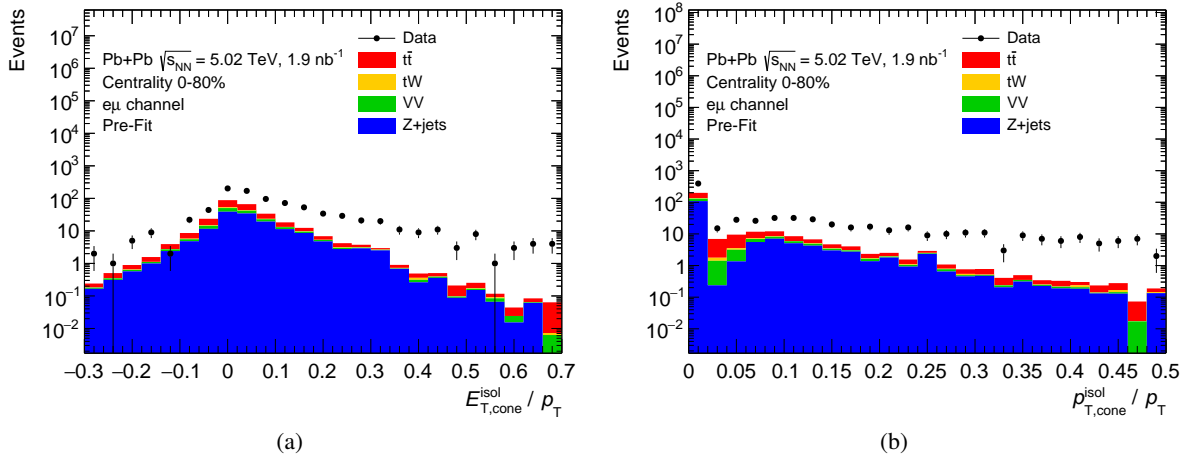 Events
10⁷
10⁶
10⁵
10⁴
10³
10²
10
1
10⁻¹
10⁻²
Pb+Pb √s_NN = 5.02 TeV, 1.9 nb⁻¹
Centrality 0-80%
eμ channel
Pre-Fit
Data
tt̄
tW
VV
Z+jets
−0.3 −0.2 −0.1 0 0.1 0.2 0.3 0.4 0.5 0.6 0.7
E_T,cone^isol / p_T
(a)
Events
10⁸
10⁷
10⁶
10⁵
10⁴
10³
10²
10
1
10⁻¹
10⁻²
Pb+Pb √s_NN = 5.02 TeV, 1.9 nb⁻¹
Centrality 0-80%
eμ channel
Pre-Fit
Data
tt̄
tW
VV
Z+jets
0 0.05 0.1 0.15 0.2 0.25 0.3 0.35 0.4 0.45 0.5
p_T,cone^isol / p_T
(b)